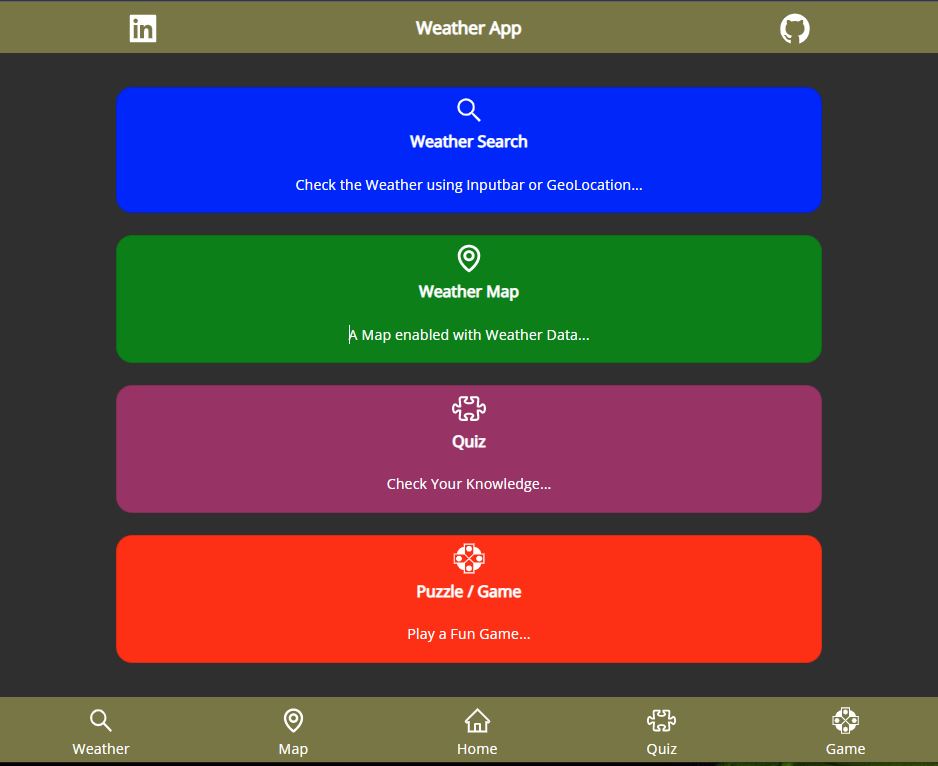 in
Weather App
Weather Search
Check the Weather using Inputbar or GeoLocation...
Weather Map
A Map enabled with Weather Data...
Quiz
Check Your Knowledge...
Puzzle / Game
Play a Fun Game...
Weather
Map
Home
Quiz
Game